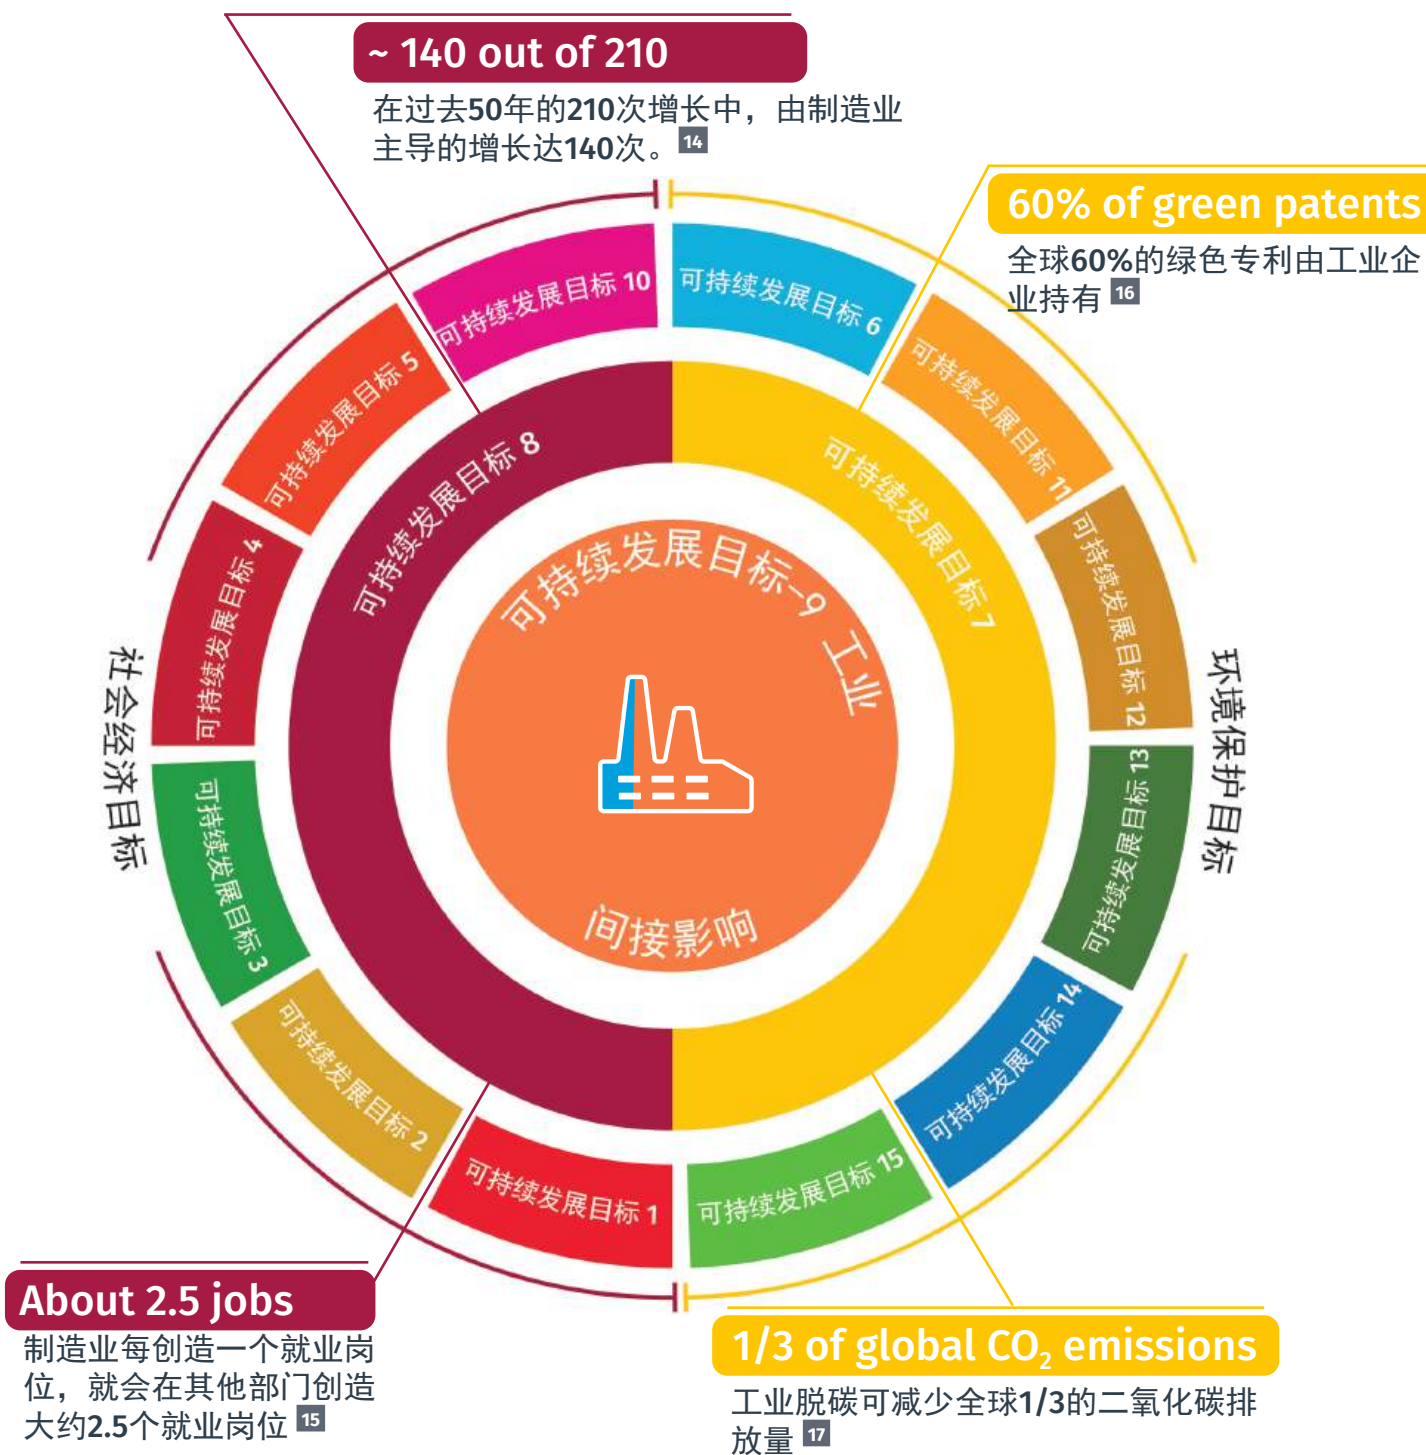 ~ 140 out of 210
在过去50年的210次增长中，由制造业
主导的增长达140次。 14
60% of green patents
全球60%的绿色专利由工业企
业持有 16
可持续发展目标 10
可持续发展目标 6
可持续发展目标 5
可持续发展目标 11
可持续发展目标 8
可持续发展目标 7
可持续发展目标 4
可持续发展目标 12
可持续发展目标-9 工业
社会经济目标
环境保护目标
可持续发展目标 3
可持续发展目标 13
间接影响
可持续发展目标 2
可持续发展目标 14
可持续发展目标 1
可持续发展目标 15
About 2.5 jobs
制造业每创造一个就业岗
位，就会在其他部门创造
大约2.5个就业岗位 15
1/3 of global CO₂ emissions
工业脱碳可减少全球1/3的二氧化碳排
放量 17